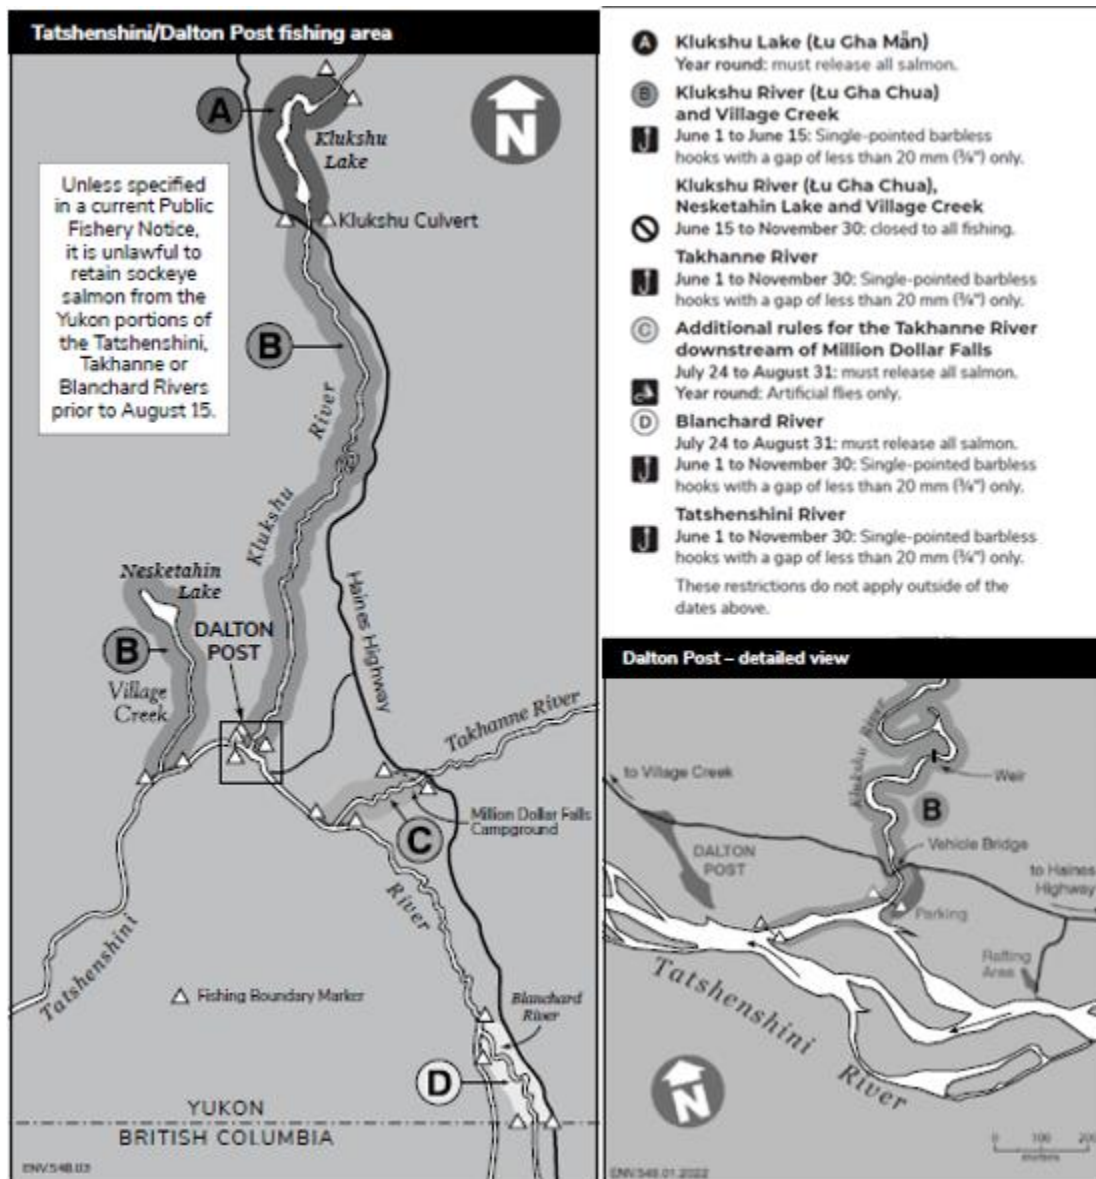 Tatshenshini/Dalton Post fishing area
A
N
Klukshu
Lake
Unless specified
in a current Public
Fishery Notice,
it is unlawful to
retain sockeye
salmon from the
Yukon portions of
the Tatshenshini,
Takhanne or
Blanchard Rivers
prior to August 15.
Klukshu Culvert
B
River
Klukshu
Nesketahin
Lake
DALTON
POST
Haines Highway
B
Village
Creek
Takhanne River
Million Dollar Falls
Campground
C
River
Tatshenshini
Fishing Boundary Marker
Blanchard
River
D
YUKON
BRITISH COLUMBIA
ENV.548.03
A Klukshu Lake (Łu Gha Män)
Year round: must release all salmon.
B Klukshu River (Łu Gha Chua)
and Village Creek
June 1 to June 15: Single-pointed barbless
hooks with a gap of less than 20 mm (¾") only.
Klukshu River (Łu Gha Chua),
Nesketahin Lake and Village Creek
June 15 to November 30: closed to all fishing.
Takhanne River
June 1 to November 30: Single-pointed barbless
hooks with a gap of less than 20 mm (¾") only.
C Additional rules for the Takhanne River
downstream of Million Dollar Falls
July 24 to August 31: must release all salmon.
Year round: Artificial flies only.
D Blanchard River
July 24 to August 31: must release all salmon.
June 1 to November 30: Single-pointed barbless
hooks with a gap of less than 20 mm (¾") only.
Tatshenshini River
June 1 to November 30: Single-pointed barbless
hooks with a gap of less than 20 mm (¾") only.
These restrictions do not apply outside of the
dates above.
Dalton Post – detailed view
Klukshu River
to Village Creek
Weir
B
DALTON
POST
Vehicle Bridge
to Haines
Highway
Parking
Rafting
Area
Tatshenshini River
N
0 100 200
meters
ENV.549.01.2022